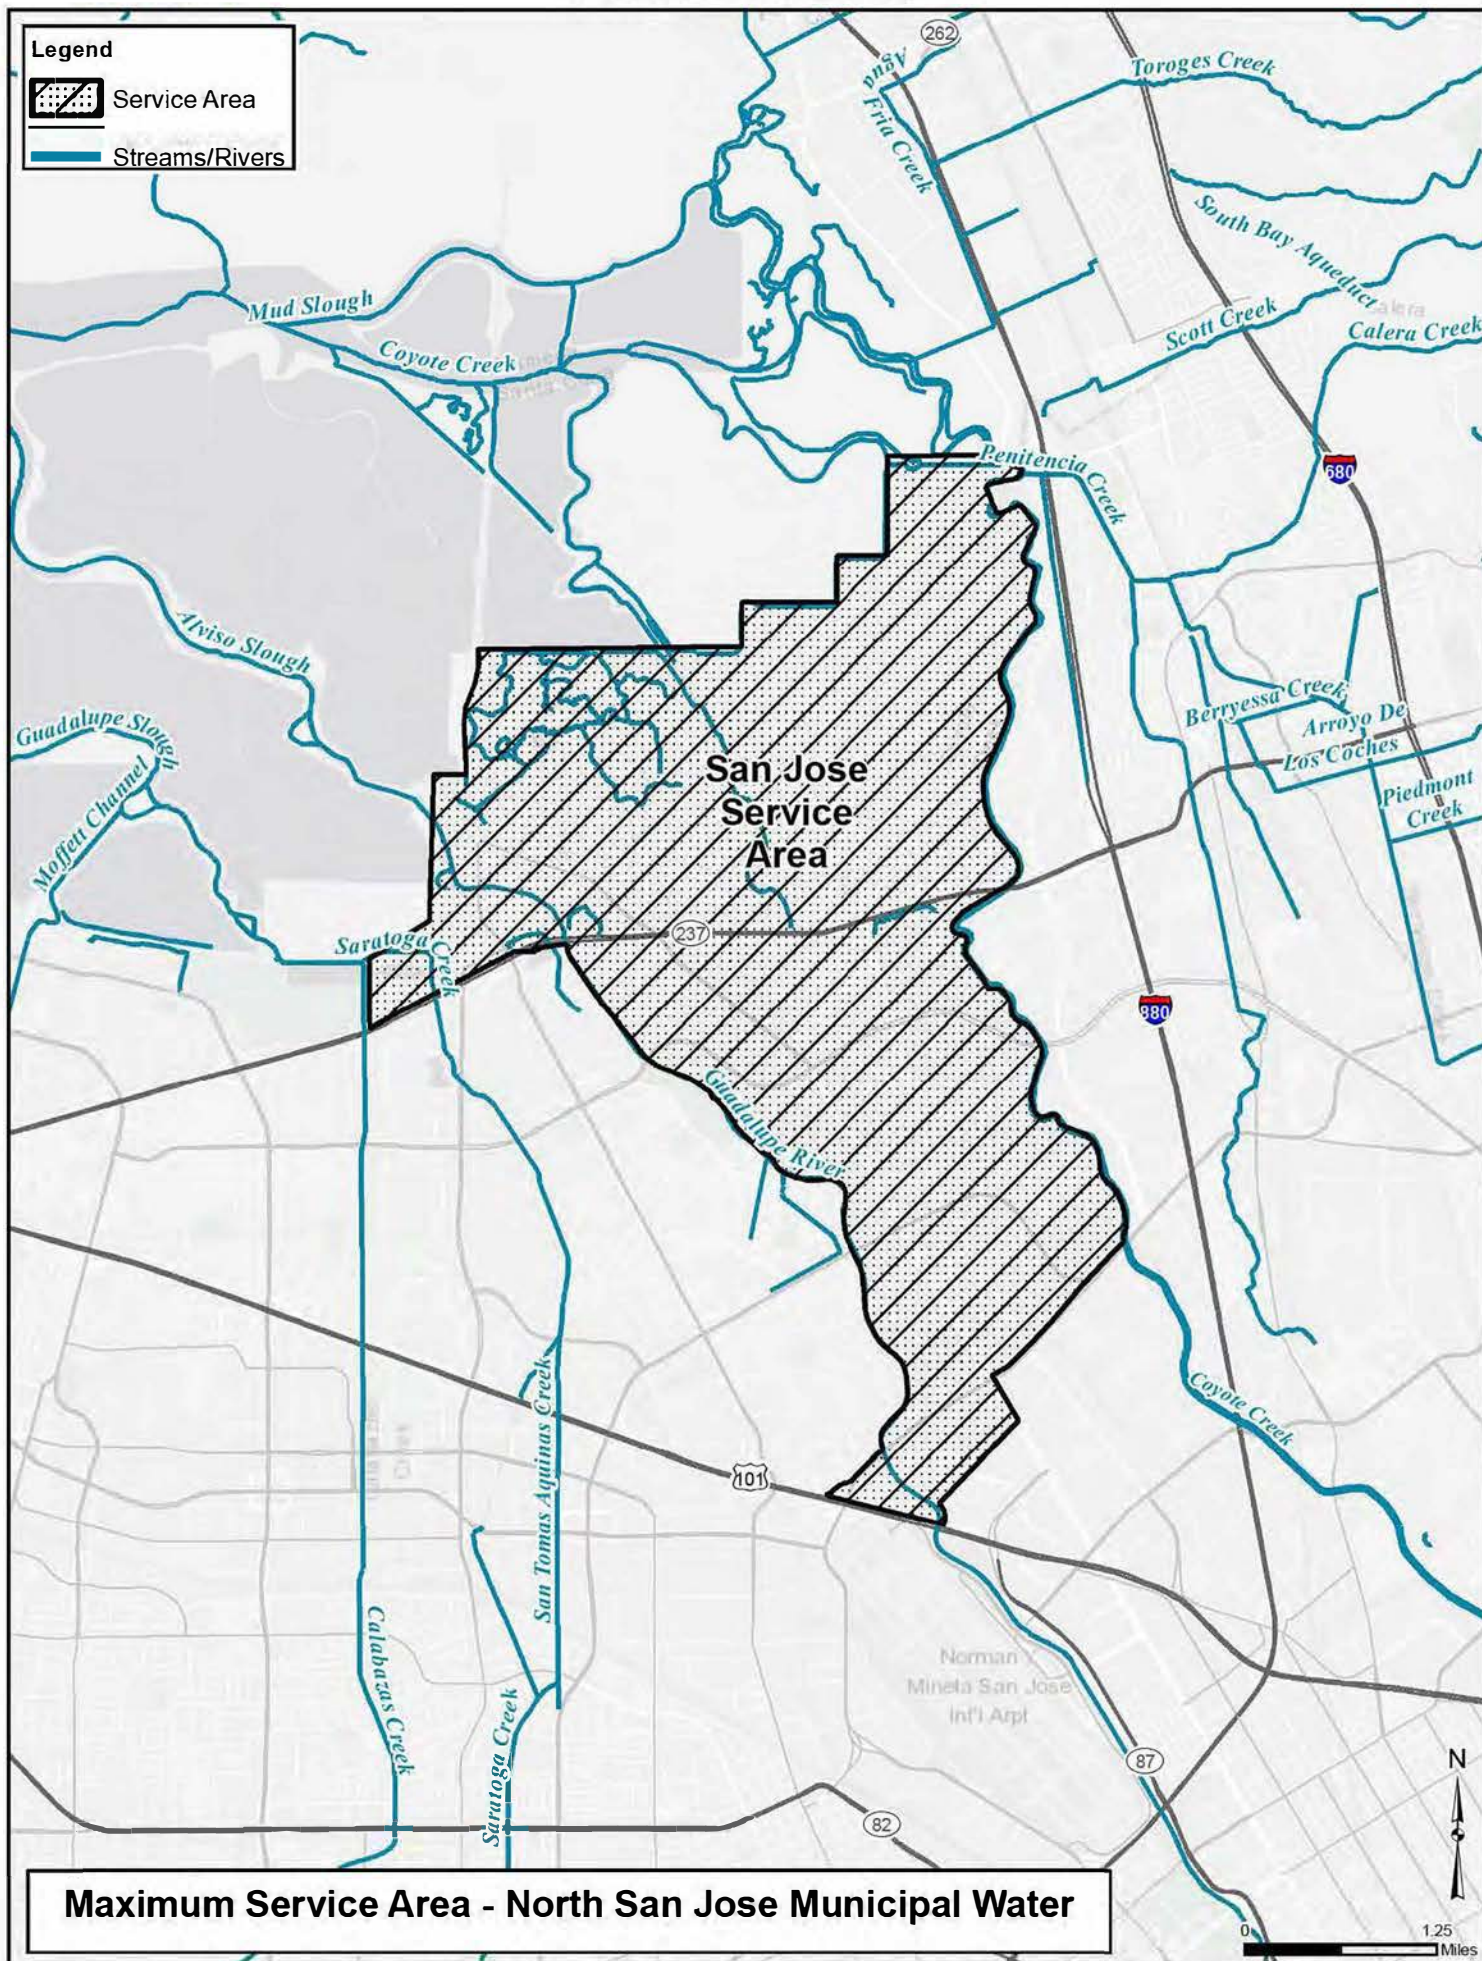 Legend
Service Area
Streams/Rivers
262
Agua Fria Creek
Toroges Creek
South Bay Aqueduct
Mud Slough
Coyote Creek
Scott Creek
Calera Creek
Penitencia Creek
680
Alviso Slough
Guadalupe Slough
Moffett Channel
Berryessa Creek
Arroyo De
Los Coches
Piedmont
Creek
San Jose
Service
Area
237
Saratoga Creek
880
Guadalupe River
Coyote Creek
101
San Tomas Aquinas Creek
Calabazas Creek
Saratoga Creek
Norman Y
Mineta San Jose
Int'l Arpt
87
82
N
Maximum Service Area - North San Jose Municipal Water
0 1.25
Miles